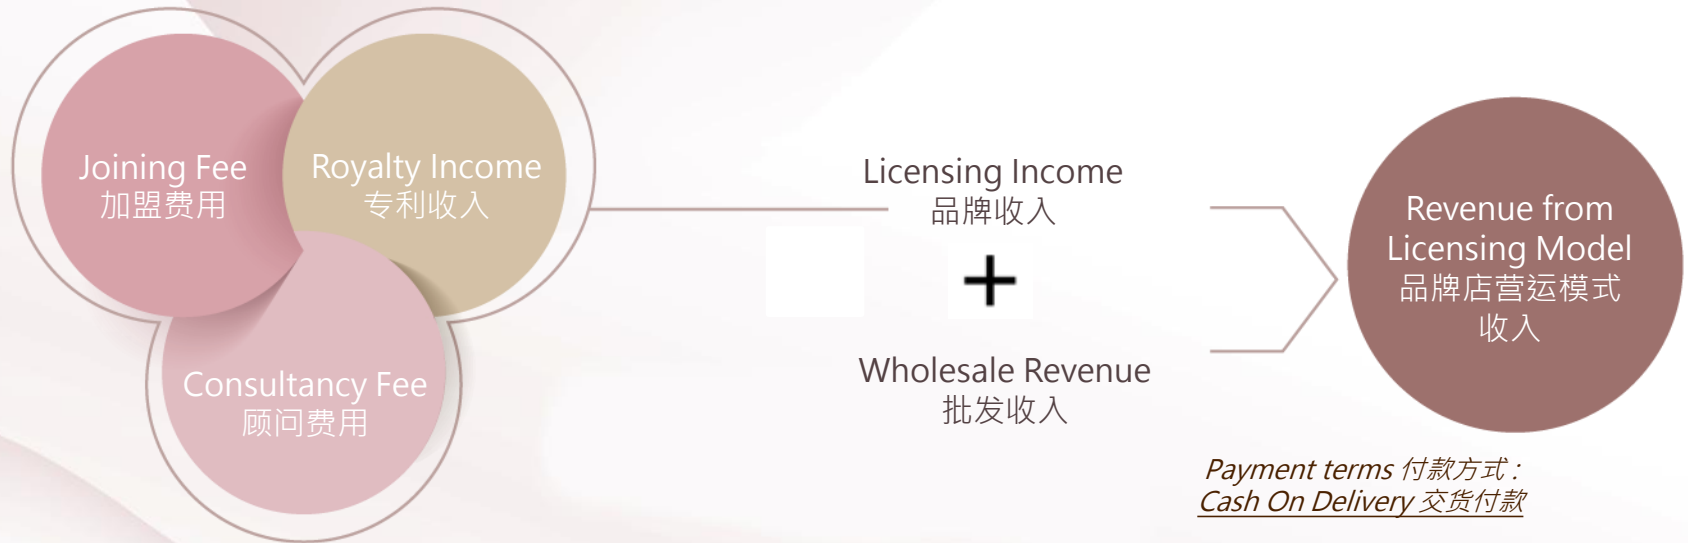 Joining Fee
加盟费用
Royalty Income
专利收入
Consultancy Fee
顾问费用
Licensing Income
品牌收入
+
Wholesale Revenue
批发收入
Revenue from
Licensing Model
品牌店营运模式
收入
Payment terms 付款方式 :
Cash On Delivery 交货付款